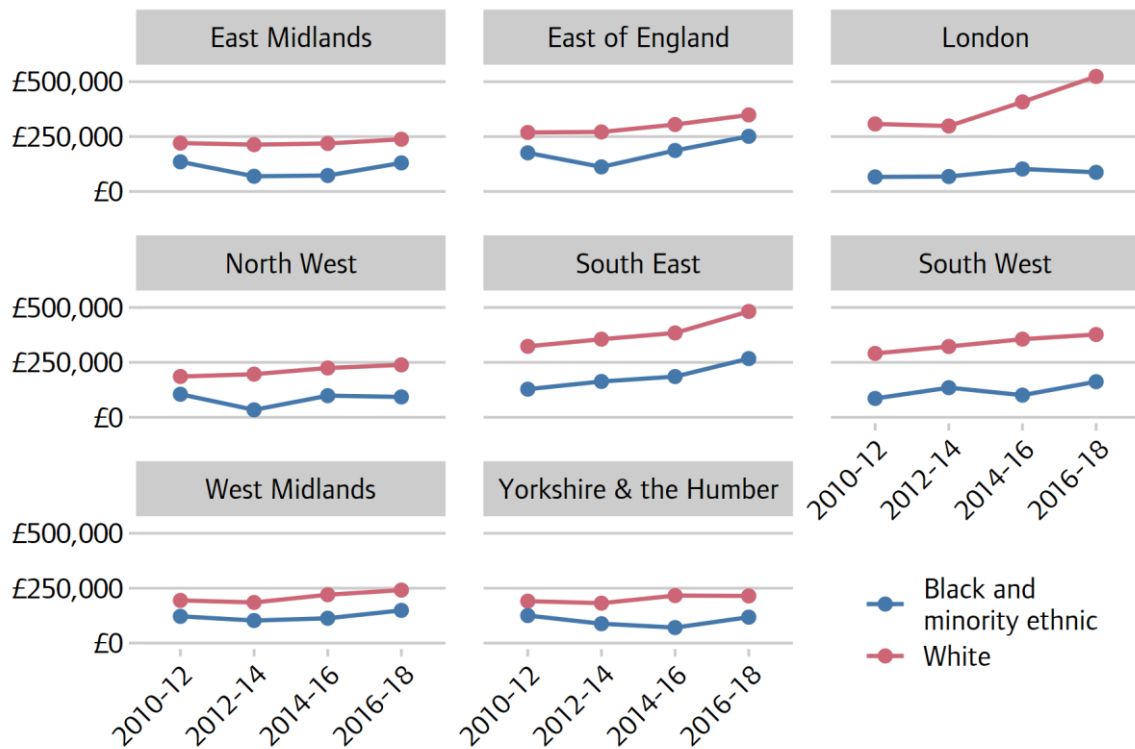 East Midlands
East of England
London
£500,000
£250,000
£0
North West
South East
South West
£500,000
£250,000
£0
2010-12
2012-14
2014-16
2016-18
West Midlands
Yorkshire & the Humber
£500,000
£250,000
£0
2010-12
2012-14
2014-16
2016-18
2010-12
2012-14
2014-16
2016-18
Black and
minority ethnic
White